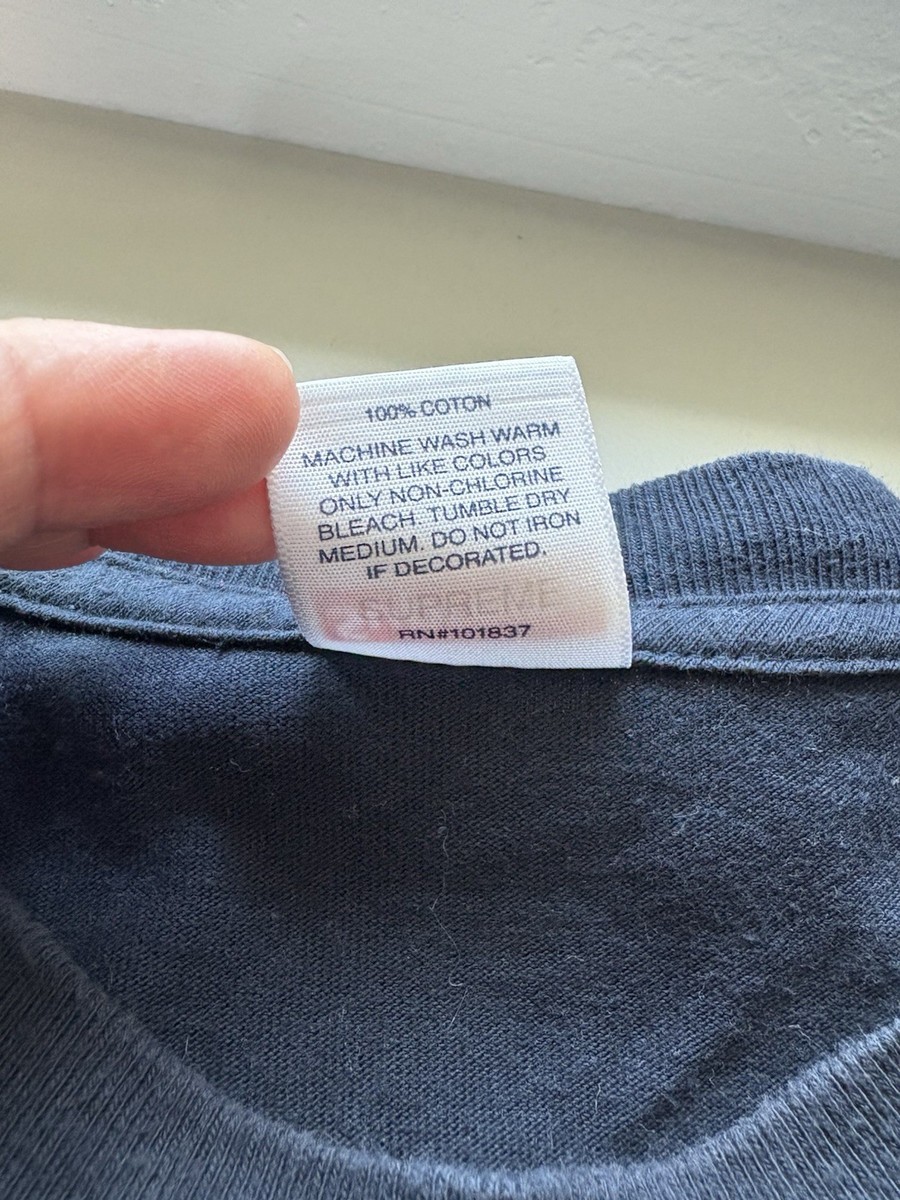 100% COTON
MACHINE WASH WARM
WITH LIKE COLORS
ONLY NON-CHLORINE
BLEACH. TUMBLE DRY
MEDIUM. DO NOT IRON
IF DECORATED.
SUPREME
RN#101837